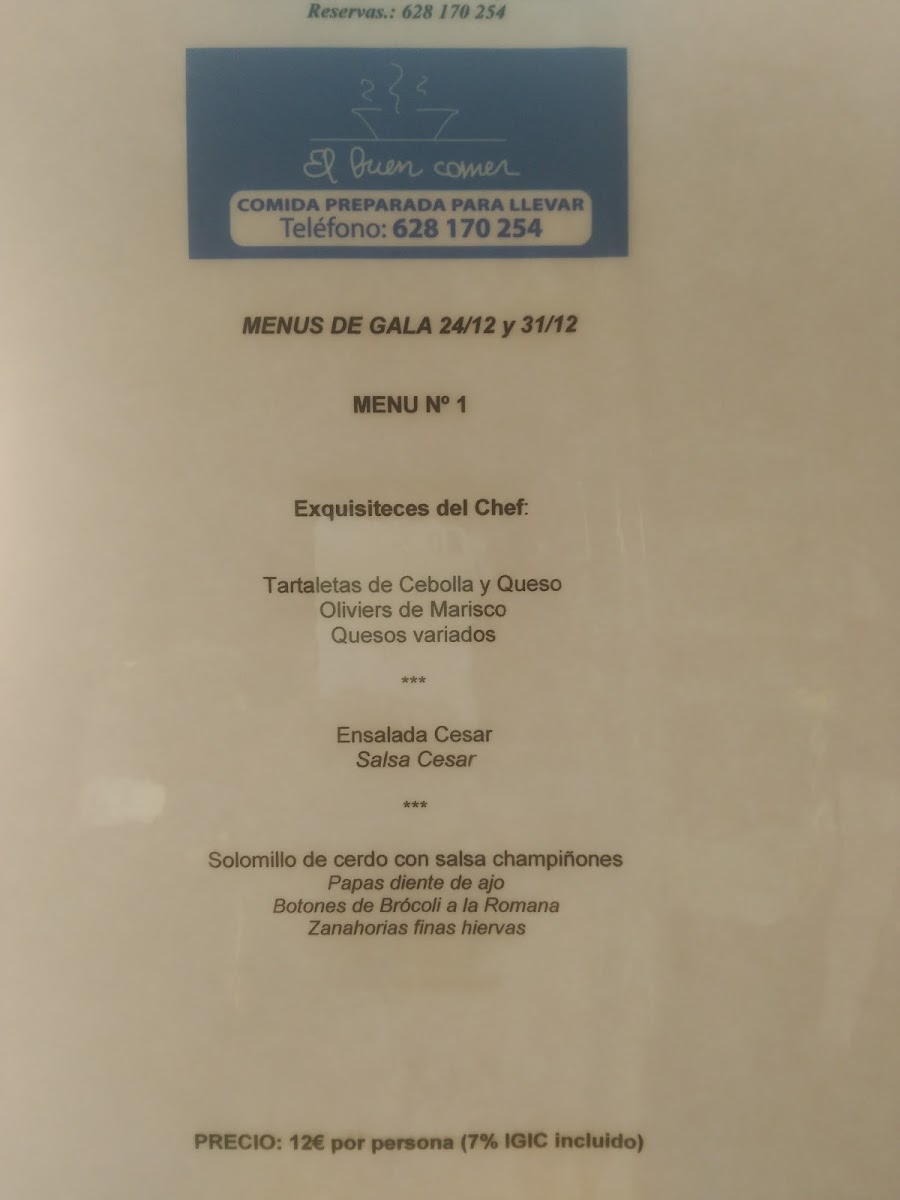 Reservas.: 628 170 254
El buen comer
COMIDA PREPARADA PARA LLEVAR
Teléfono: 628 170 254
MENUS DE GALA 24/12 y 31/12
MENU Nº 1
Exquisiteces del Chef:
Tartaletas de Cebolla y Queso
Oliviers de Marisco
Quesos variados
***
Ensalada Cesar
Salsa Cesar
***
Solomillo de cerdo con salsa champiñones
Papas diente de ajo
Botones de Brócoli a la Romana
Zanahorias finas hiervas
PRECIO: 12€ por persona (7% IGIC incluido)